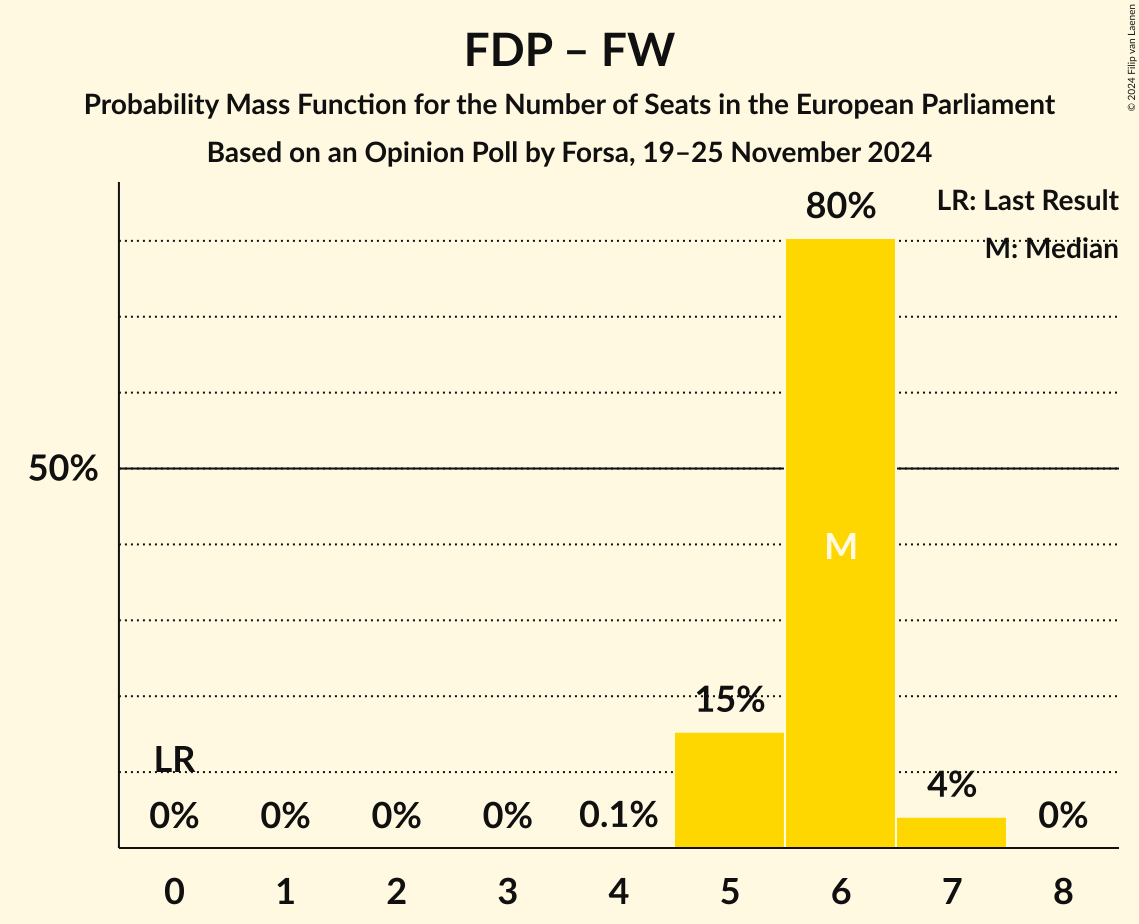 FDP – FW
Probability Mass Function for the Number of Seats in the European Parliament
Based on an Opinion Poll by Forsa, 19–25 November 2024
© 2024 Filip van Laenen
LR: Last Result
M: Median
80%
50%
M
15%
LR
4%
0% 0% 0% 0% 0.1% 0%
0 1 2 3 4 5 6 7 8